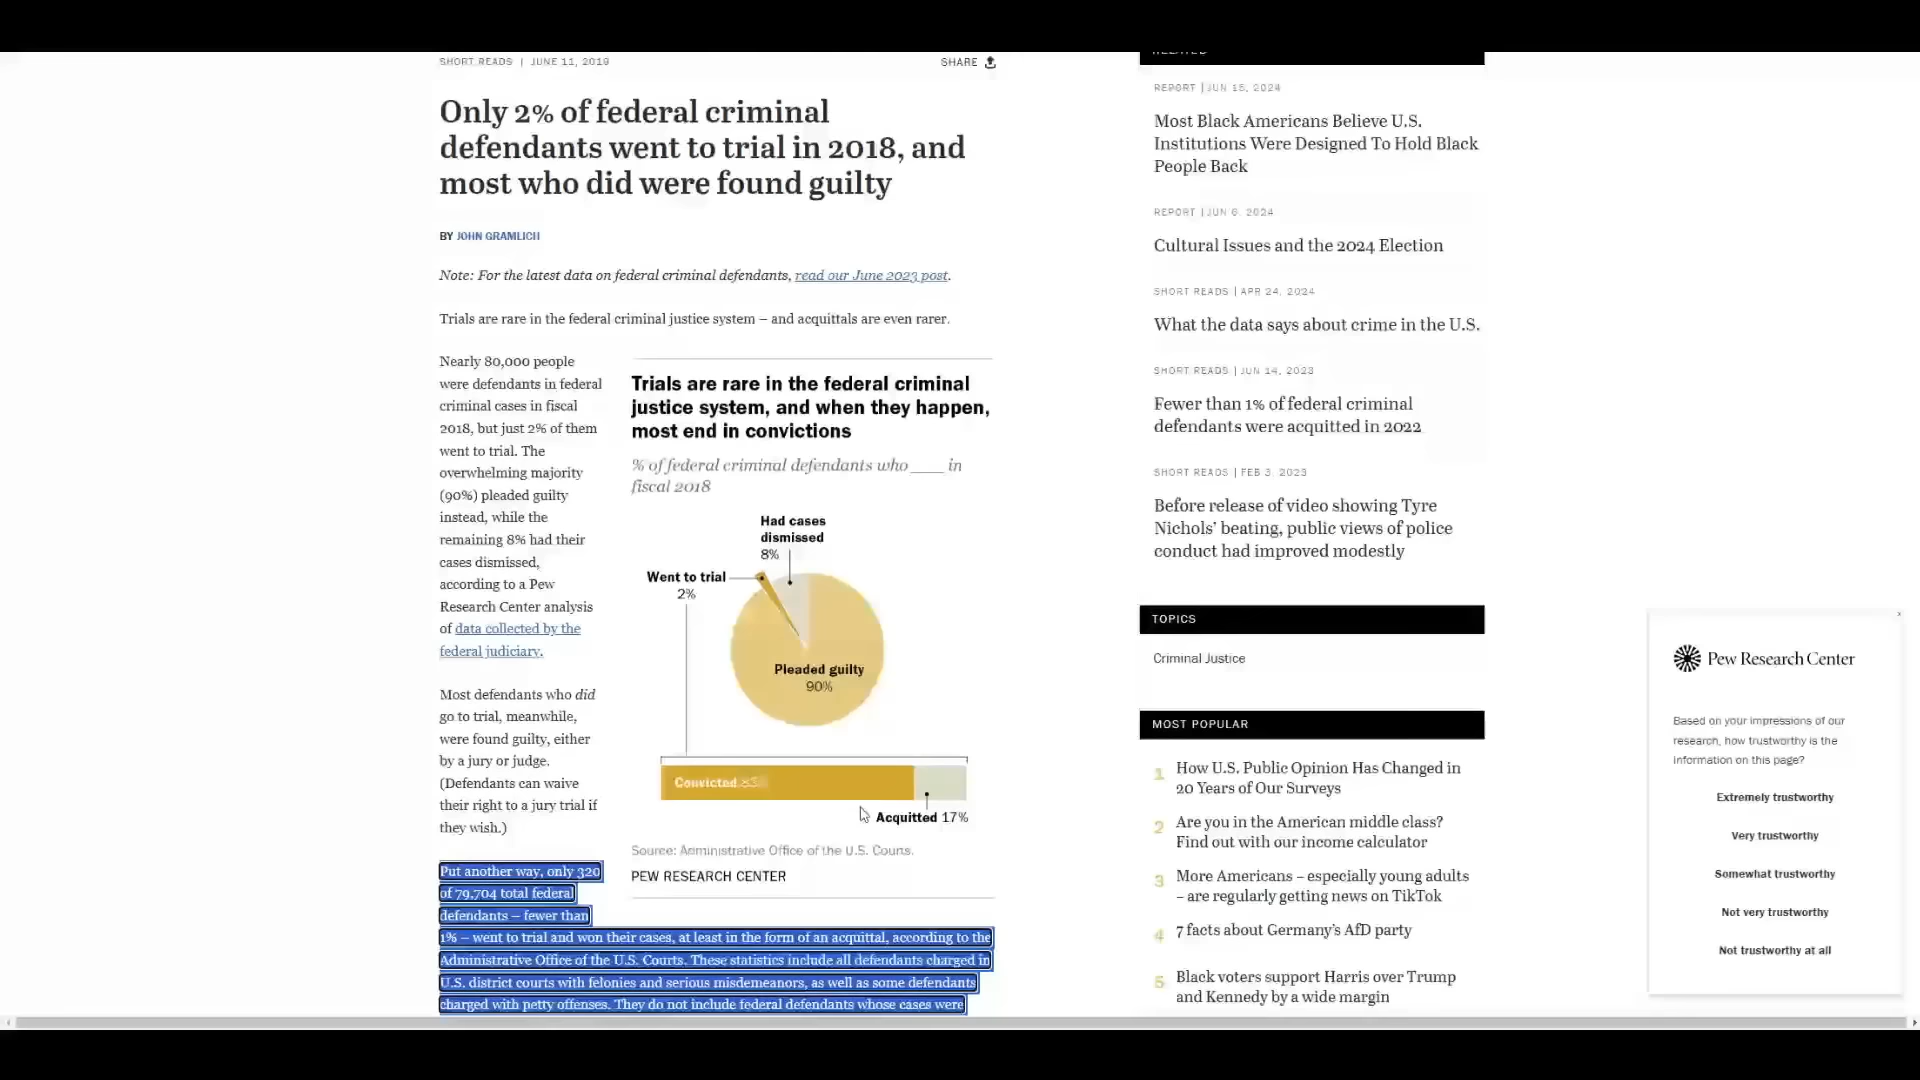 SHORT READS | JUNE 11, 2019
SHARE
Only 2% of federal criminal
defendants went to trial in 2018, and
most who did were found guilty
BY JOHN GRAMLICH
Note: For the latest data on federal criminal defendants, read our June 2023 post.
Trials are rare in the federal criminal justice system – and acquittals are even rarer.
Nearly 80,000 people
were defendants in federal
criminal cases in fiscal
2018, but just 2% of them
went to trial. The
overwhelming majority
(90%) pleaded guilty
instead, while the
remaining 8% had their
cases dismissed,
according to a Pew
Research Center analysis
of data collected by the
federal judiciary.
Most defendants who did
go to trial, meanwhile,
were found guilty, either
by a jury or judge.
(Defendants can waive
their right to a jury trial if
they wish.)
Put another way, only 320
of 79,704 total federal
defendants – fewer than
1% – went to trial and won their cases, at least in the form of an acquittal, according to the
Administrative Office of the U.S. Courts. These statistics include all defendants charged in
U.S. district courts with felonies and serious misdemeanors, as well as some defendants
charged with petty offenses. They do not include federal defendants whose cases were
Trials are rare in the federal criminal
justice system, and when they happen,
most end in convictions
% of federal criminal defendants who ___ in
fiscal 2018
Had cases
dismissed
8%
Went to trial
2%
Pleaded guilty
90%
Convicted 83%
Acquitted 17%
Source: Administrative Office of the U.S. Courts.
PEW RESEARCH CENTER
RELATED
REPORT | JUN 15, 2024
Most Black Americans Believe U.S.
Institutions Were Designed To Hold Black
People Back
REPORT | JUN 6, 2024
Cultural Issues and the 2024 Election
SHORT READS | APR 24, 2024
What the data says about crime in the U.S.
SHORT READS | JUN 14, 2023
Fewer than 1% of federal criminal
defendants were acquitted in 2022
SHORT READS | FEB 3, 2023
Before release of video showing Tyre
Nichols' beating, public views of police
conduct had improved modestly
TOPICS
Criminal Justice
MOST POPULAR
1 How U.S. Public Opinion Has Changed in
20 Years of Our Surveys
2 Are you in the American middle class?
Find out with our income calculator
3 More Americans – especially young adults
– are regularly getting news on TikTok
4 7 facts about Germany's AfD party
5 Black voters support Harris over Trump
and Kennedy by a wide margin
Pew Research Center
Based on your impressions of our
research, how trustworthy is the
information on this page?
Extremely trustworthy
Very trustworthy
Somewhat trustworthy
Not very trustworthy
Not trustworthy at all